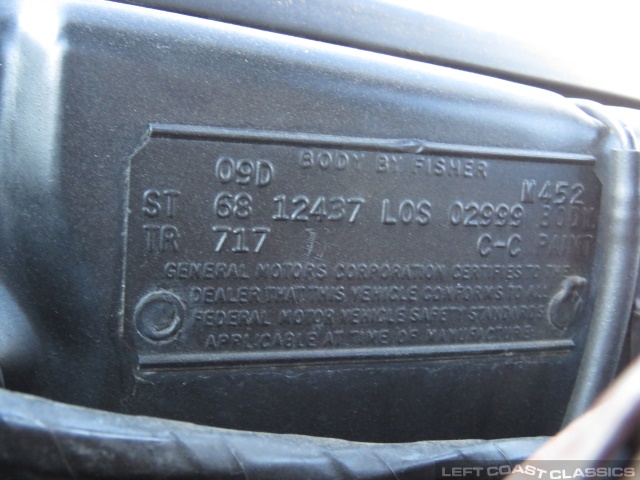 BODY BY FISHER
09D M452
ST 68 12437 LOS 02999 BODY
TR 717 C-C PAINT
GENERAL MOTORS CORPORATION CERTIFIES TO THE
DEALER THAT THIS VEHICLE CONFORMS TO ALL
FEDERAL MOTOR VEHICLE SAFETY STANDARDS
APPLICABLE AT TIME OF MANUFACTURE
LEFT COAST CLASSICS